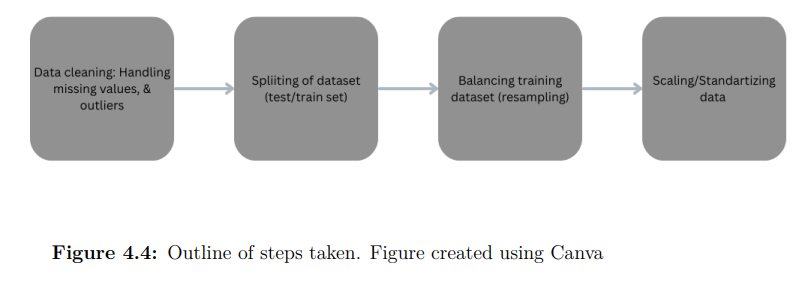 Data cleaning: Handling
missing values, &
outliers
Spliiting of dataset
(test/train set)
Balancing training
dataset (resampling)
Scaling/Standartizing
data
Figure 4.4: Outline of steps taken. Figure created using Canva